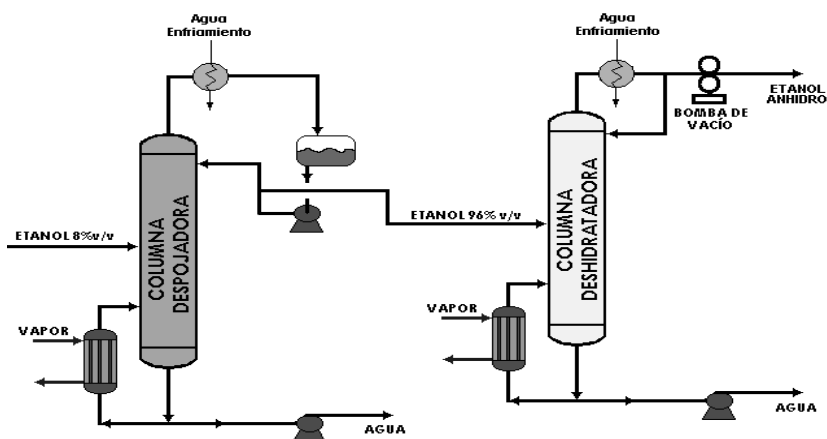 Agua
Enfriamiento
Agua
Enfriamiento
ETANOL
ANHIDRO
BOMBA DE
VACÍO
COLUMNA
DESPOJADORA
COLUMNA
DESHIDRATADORA
ETANOL 8%v/v
ETANOL 96% v/v
VAPOR
VAPOR
AGUA
AGUA